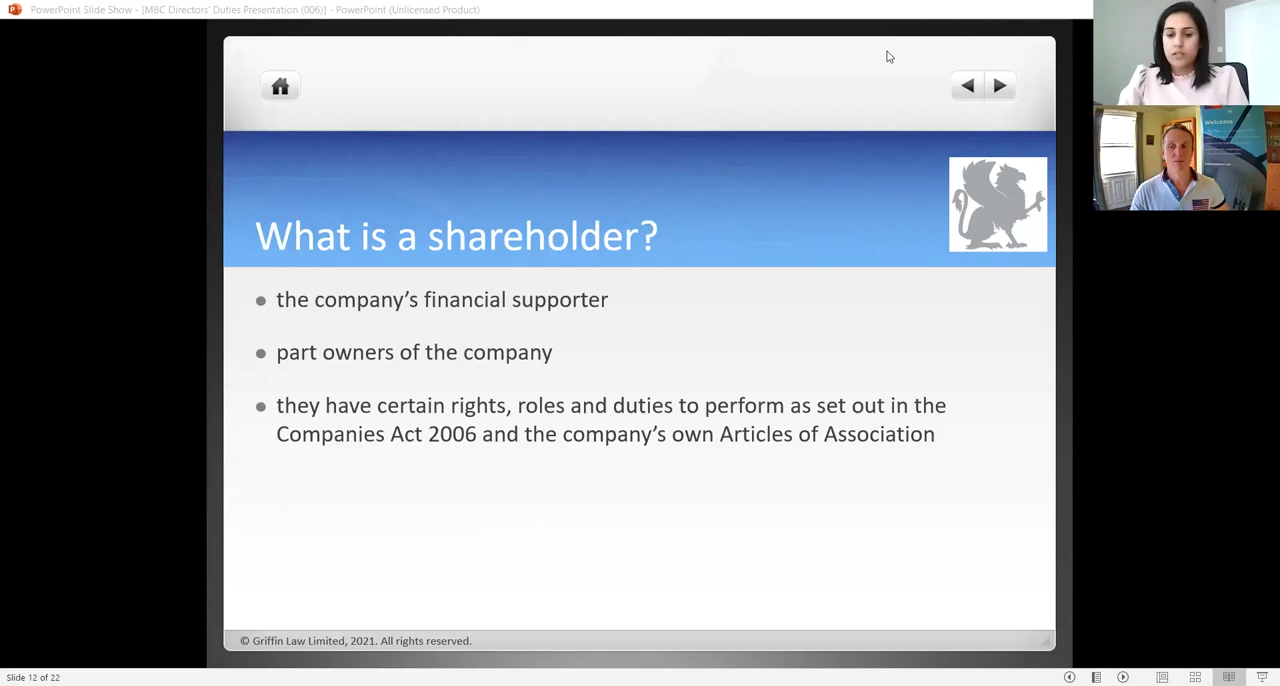 PowerPoint Slide Show - [MBC Directors' Duties Presentation (006)] - PowerPoint (Unlicensed Product)
What is a shareholder?
the company’s financial supporter
part owners of the company
they have certain rights, roles and duties to perform as set out in the
Companies Act 2006 and the company’s own Articles of Association
© Griffin Law Limited, 2021. All rights reserved.
Welcome
Slide 12 of 22